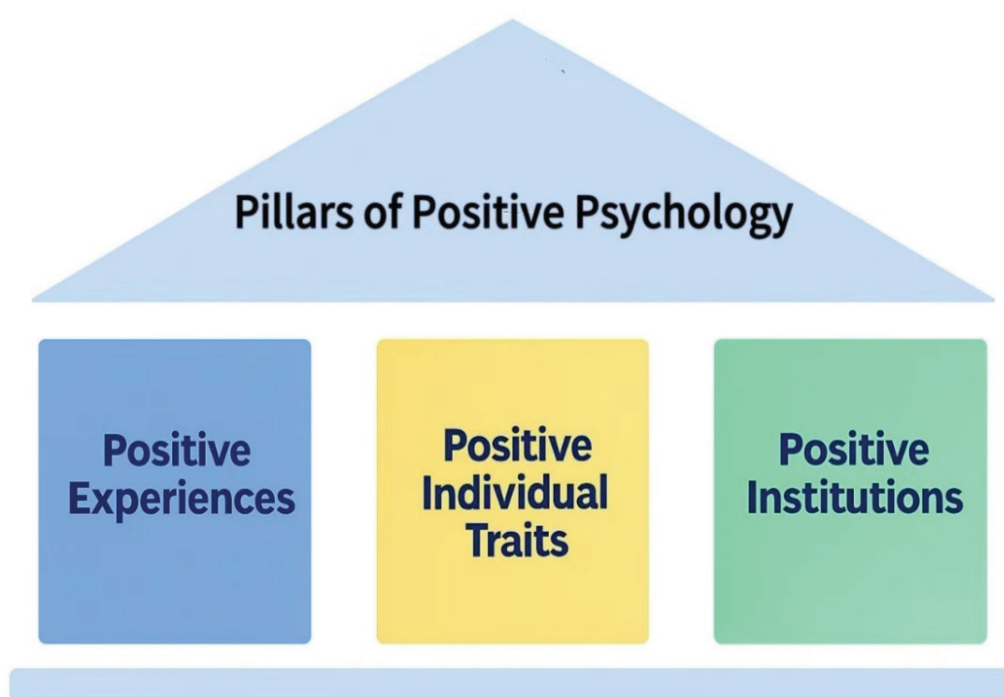 Pillars of Positive Psychology
Positive
Experiences
Positive
Individual
Traits
Positive
Institutions